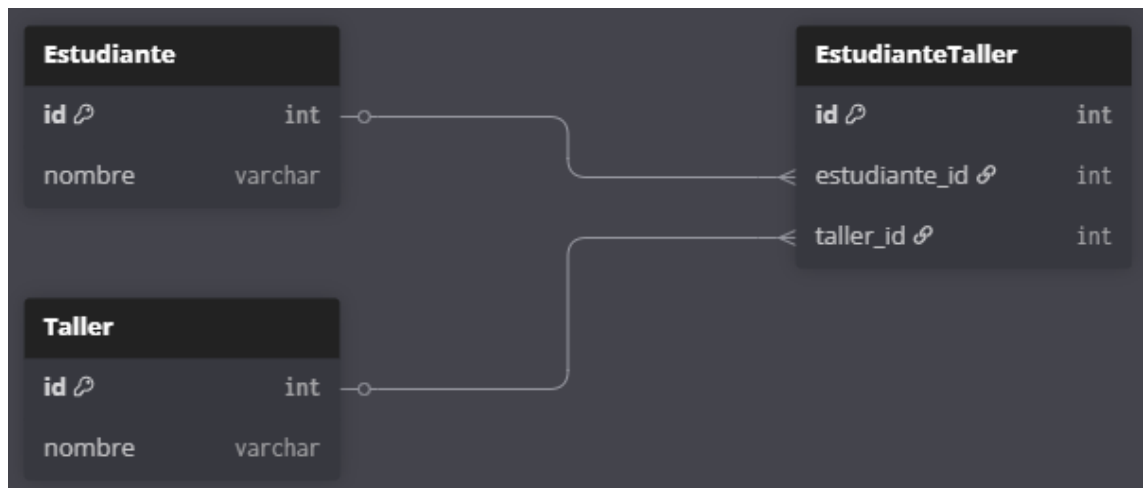 Estudiante
id int
nombre varchar
Taller
id int
nombre varchar
EstudianteTaller
id int
estudiante_id int
taller_id int